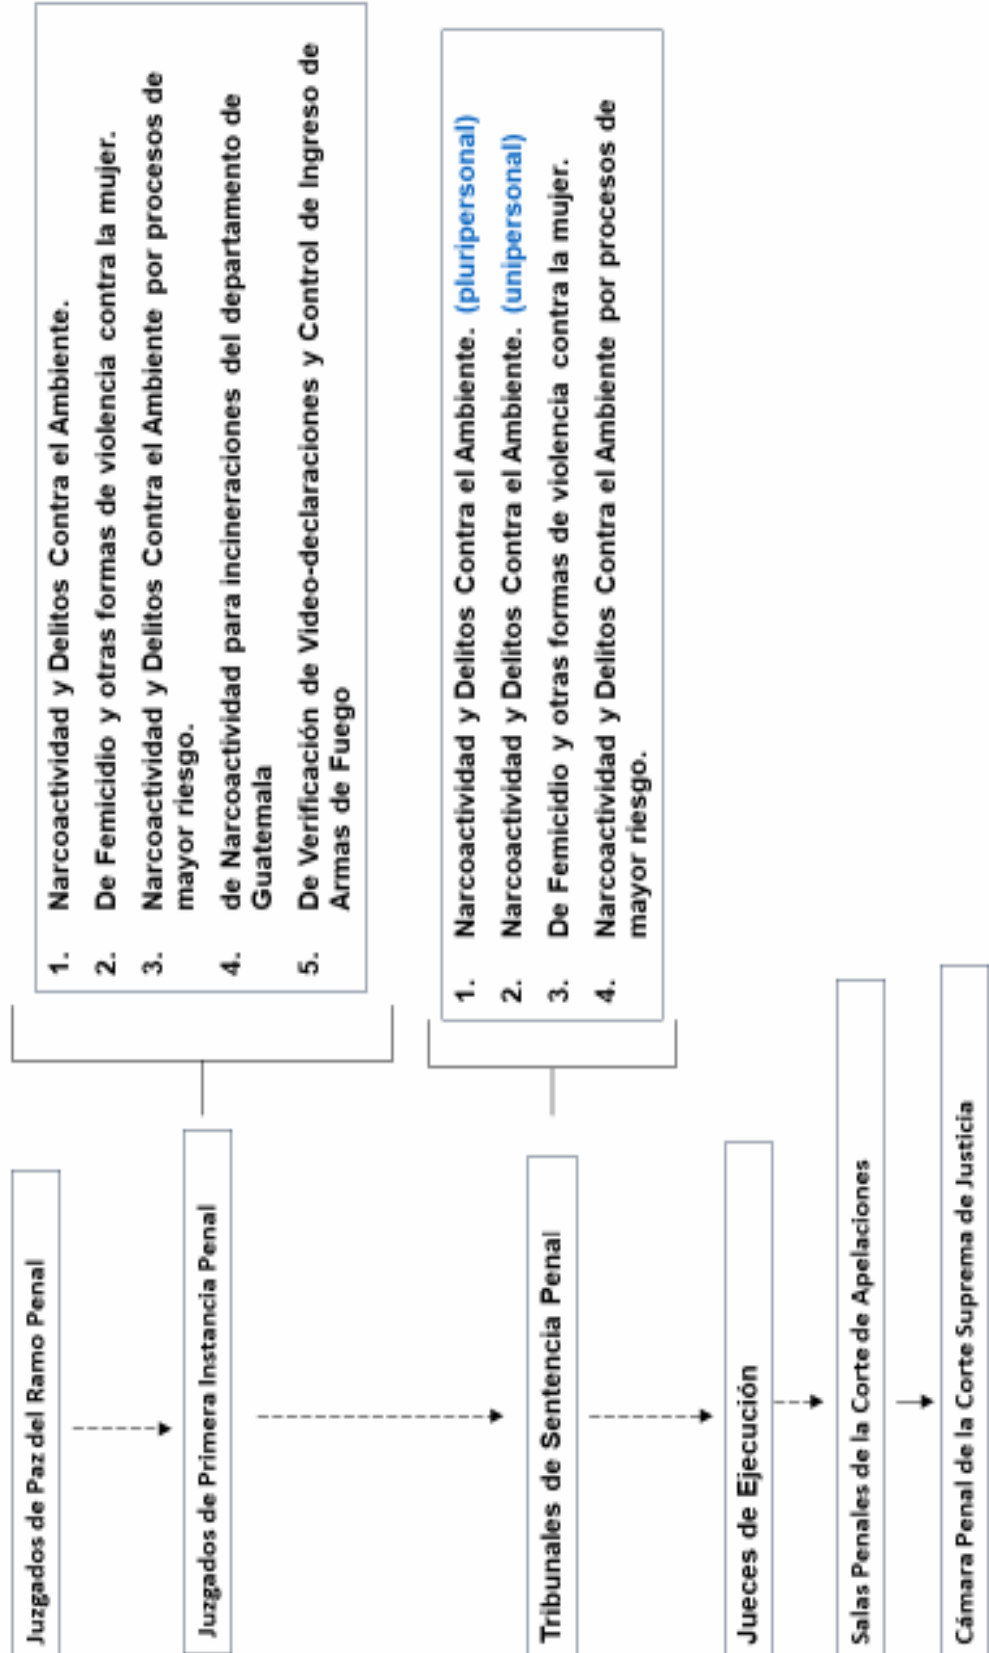 Juzgados de Paz del Ramo Penal
Juzgados de Primera Instancia Penal
1. Narcoactividad y Delitos Contra el Ambiente.
2. De Femicidio y otras formas de violencia contra la mujer.
3. Narcoactividad y Delitos Contra el Ambiente por procesos de
mayor riesgo.
4. de Narcoactividad para incineraciones del departamento de
Guatemala
5. De Verificación de Video-declaraciones y Control de Ingreso de
Armas de Fuego
Tribunales de Sentencia Penal
1. Narcoactividad y Delitos Contra el Ambiente. (pluripersonal)
2. Narcoactividad y Delitos Contra el Ambiente. (unipersonal)
3. De Femicidio y otras formas de violencia contra la mujer.
4. Narcoactividad y Delitos Contra el Ambiente por procesos de
mayor riesgo.
Jueces de Ejecución
Salas Penales de la Corte de Apelaciones
Cámara Penal de la Corte Suprema de Justicia